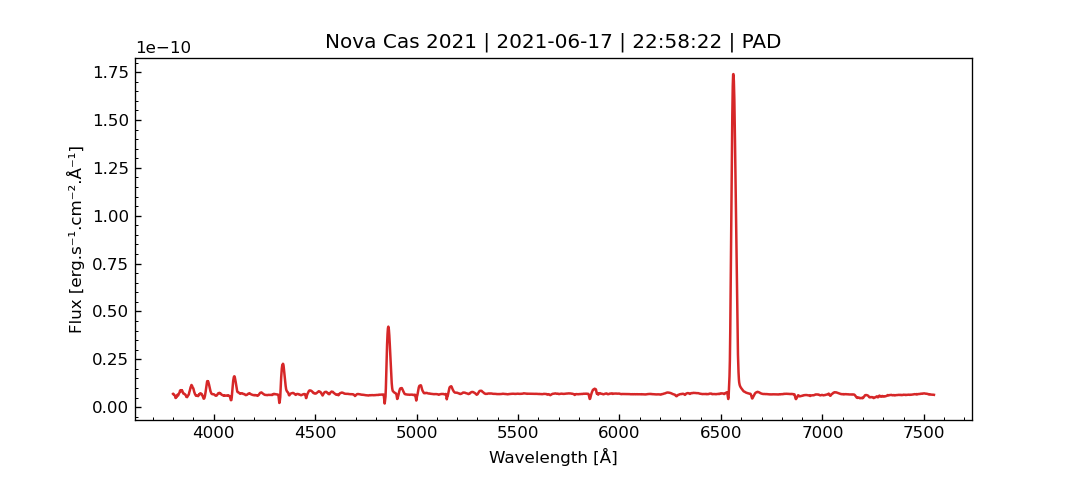 Nova Cas 2021 | 2021-06-17 | 22:58:22 | PAD
1e−10
1.75
1.50
1.25
1.00
0.75
0.50
0.25
0.00
Flux [erg.s⁻¹.cm⁻².Å⁻¹]
4000 4500 5000 5500 6000 6500 7000 7500
Wavelength [Å]